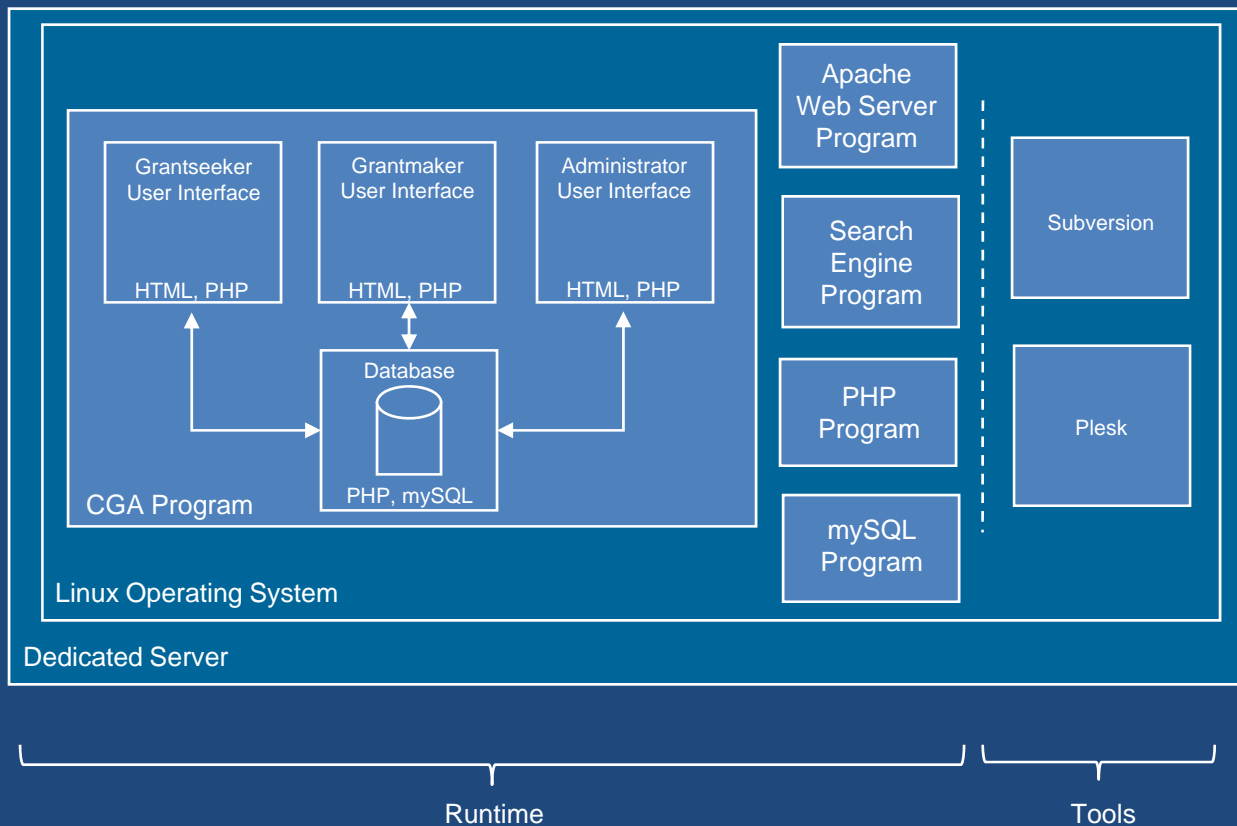 Apache
Web Server
Program
Grantseeker
User Interface
HTML, PHP
Grantmaker
User Interface
HTML, PHP
Administrator
User Interface
HTML, PHP
Search
Engine
Program
Subversion
Database
PHP, mySQL
CGA Program
PHP
Program
Plesk
mySQL
Program
Linux Operating System
Dedicated Server
Runtime
Tools